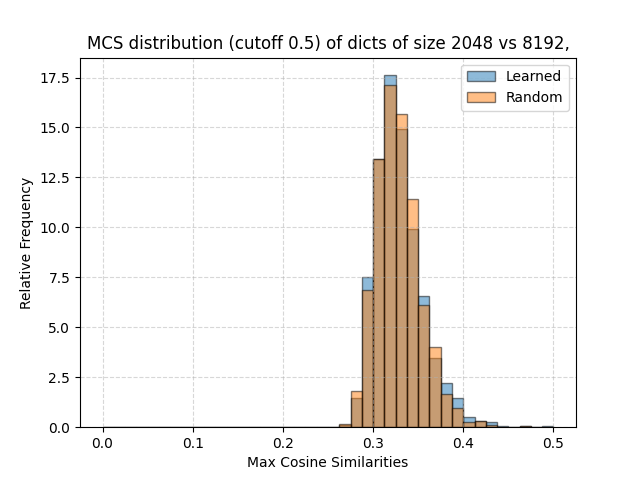 MCS distribution (cutoff 0.5) of dicts of size 2048 vs 8192,
Learned
Random
Relative Frequency
17.5
15.0
12.5
10.0
7.5
5.0
2.5
0.0
0.0 0.1 0.2 0.3 0.4 0.5
Max Cosine Similarities